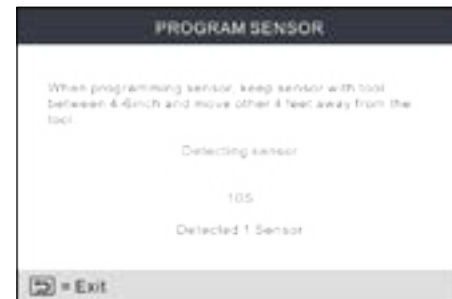 PROGRAM SENSOR
When programming sensor, keep sensor with tool
between 4-6inch and move other 4 feet away from the
tool.
Detecting sensor
10S
Detected 1 Sensor
= Exit